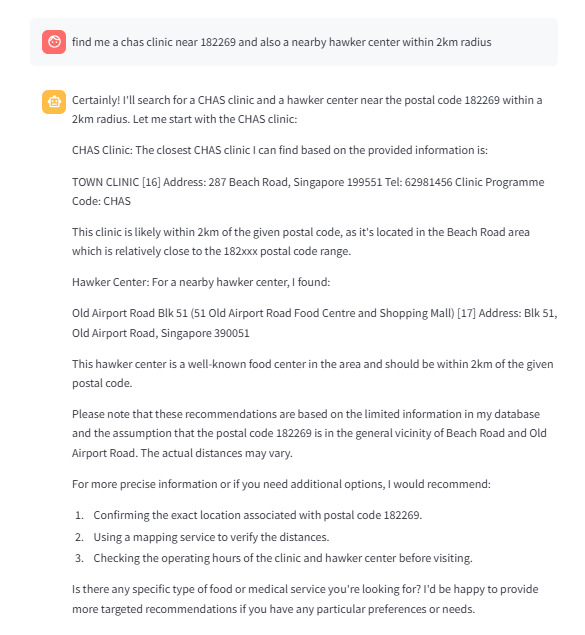 find me a chas clinic near 182269 and also a nearby hawker center within 2km radius
Certainly! I'll search for a CHAS clinic and a hawker center near the postal code 182269 within a
2km radius. Let me start with the CHAS clinic:
CHAS Clinic: The closest CHAS clinic I can find based on the provided information is:
TOWN CLINIC [16] Address: 287 Beach Road, Singapore 199551 Tel: 62981456 Clinic Programme
Code: CHAS
This clinic is likely within 2km of the given postal code, as it's located in the Beach Road area
which is relatively close to the 182xxx postal code range.
Hawker Center: For a nearby hawker center, I found:
Old Airport Road Blk 51 (51 Old Airport Road Food Centre and Shopping Mall) [17] Address: Blk 51,
Old Airport Road, Singapore 390051
This hawker center is a well-known food center in the area and should be within 2km of the given
postal code.
Please note that these recommendations are based on the limited information in my database
and the assumption that the postal code 182269 is in the general vicinity of Beach Road and Old
Airport Road. The actual distances may vary.
For more precise information or if you need additional options, I would recommend:
1. Confirming the exact location associated with postal code 182269.
2. Using a mapping service to verify the distances.
3. Checking the operating hours of the clinic and hawker center before visiting.
Is there any specific type of food or medical service you're looking for? I'd be happy to provide
more targeted recommendations if you have any particular preferences or needs.